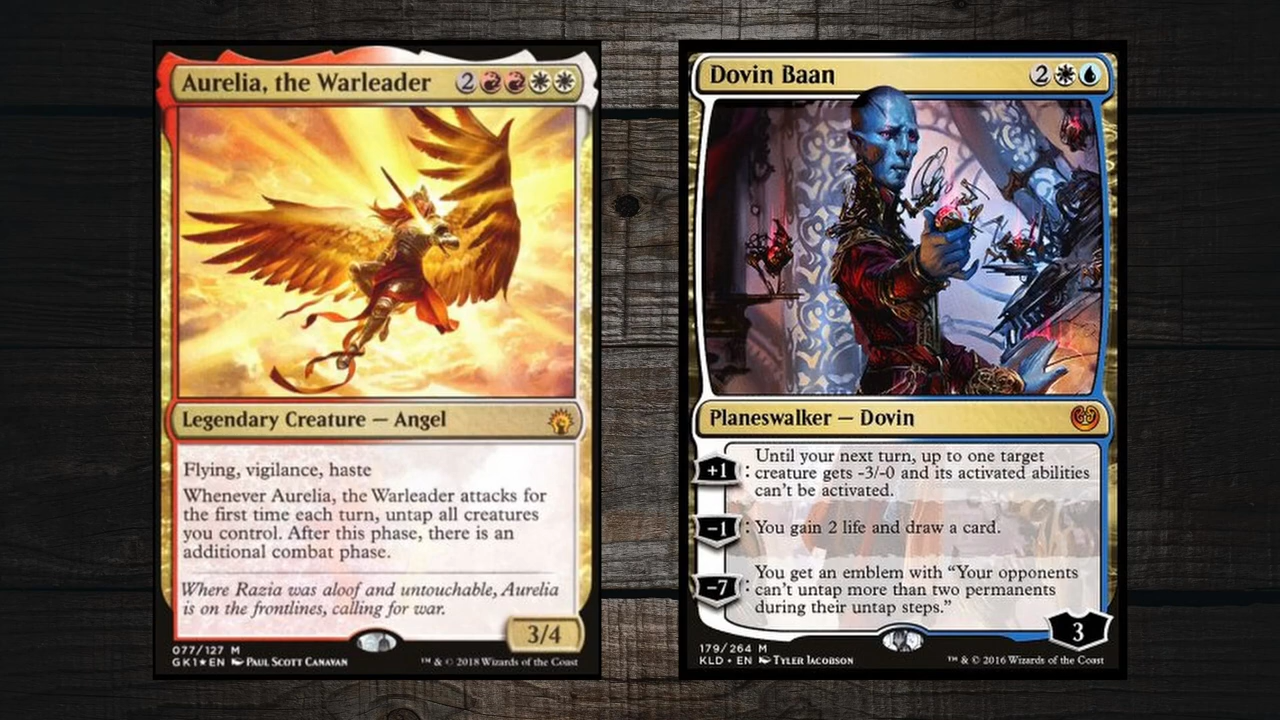 Aurelia, the Warleader 2
Legendary Creature — Angel
Flying, vigilance, haste
Whenever Aurelia, the Warleader attacks for
the first time each turn, untap all creatures
you control. After this phase, there is an
additional combat phase.
Where Razia was aloof and untouchable, Aurelia
is on the frontlines, calling for war.
3/4
077/127 M
GK1★EN PAUL SCOTT CANAVAN ™ & © 2018 Wizards of the Coast
Dovin Baan 2
Planeswalker — Dovin
+1: Until your next turn, up to one target
creature gets -3/-0 and its activated abilities
can't be activated.
−1: You gain 2 life and draw a card.
−7: You get an emblem with “Your opponents
can't untap more than two permanents
during their untap steps.”
3
179/264 M
KLD • EN TYLER JACOBSON ™ & © 2016 Wizards of the Coast